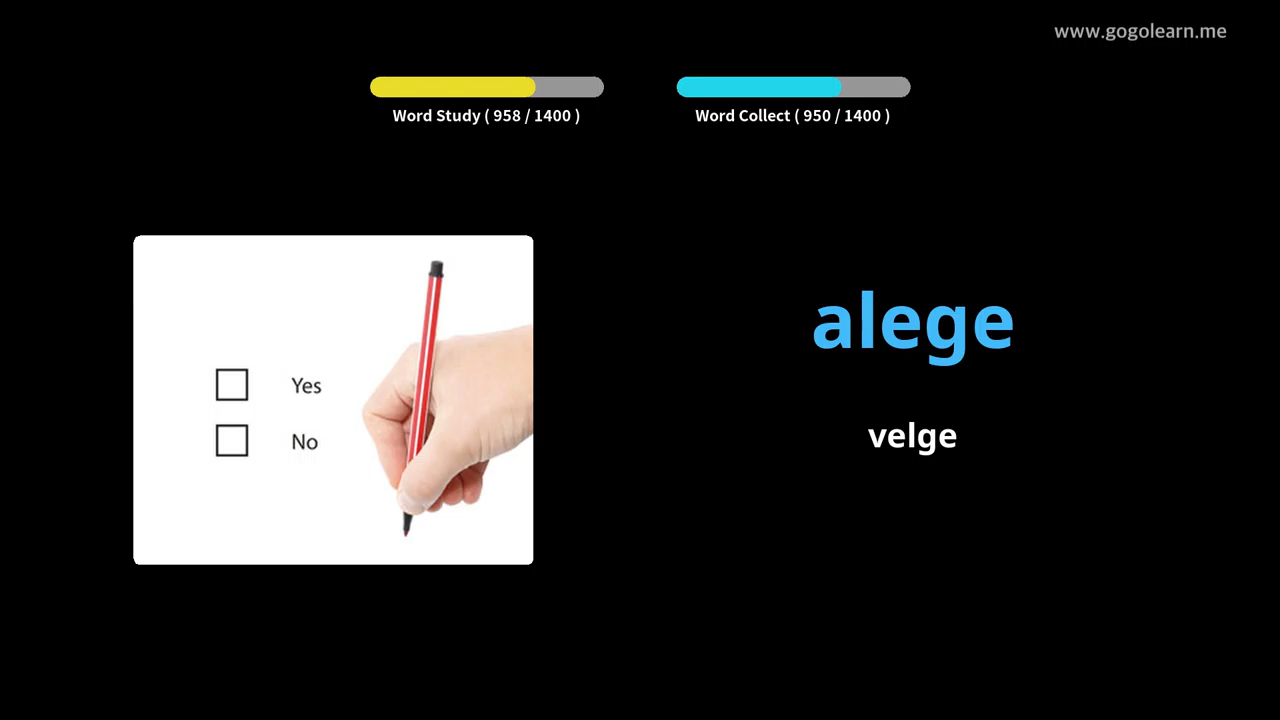 www.gogolearn.me
Word Study ( 958 / 1400 )
Word Collect ( 950 / 1400 )
alege
velge
Yes
No